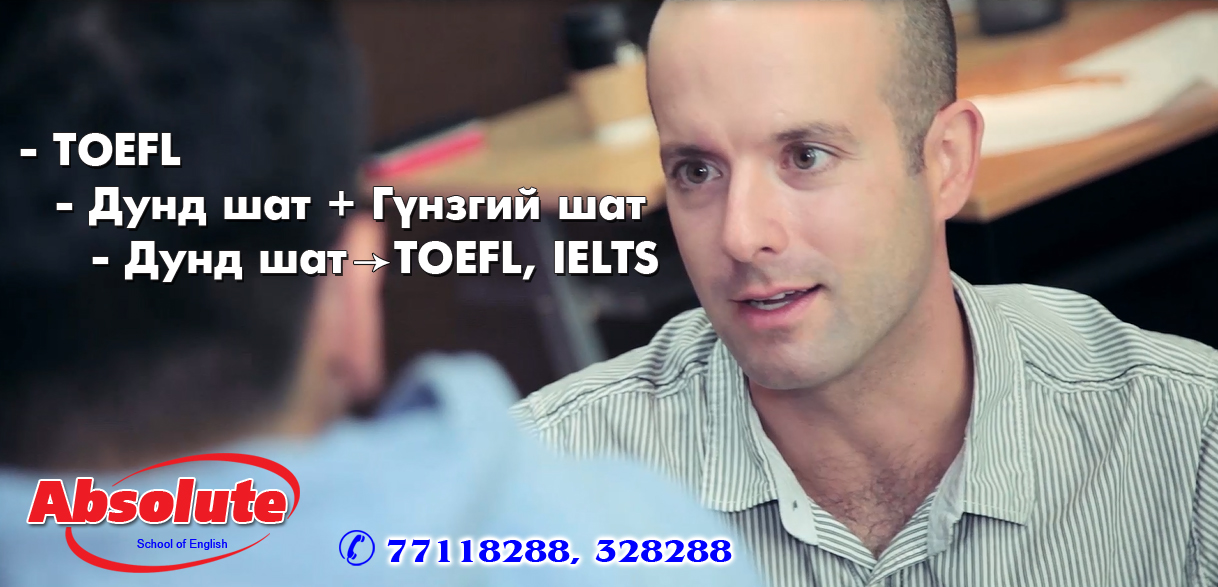 - TOEFL
- Дунд шат + Гүнзгий шат
- Дунд шат→TOEFL, IELTS
Absolute
School of English
✆ 77118288, 328288